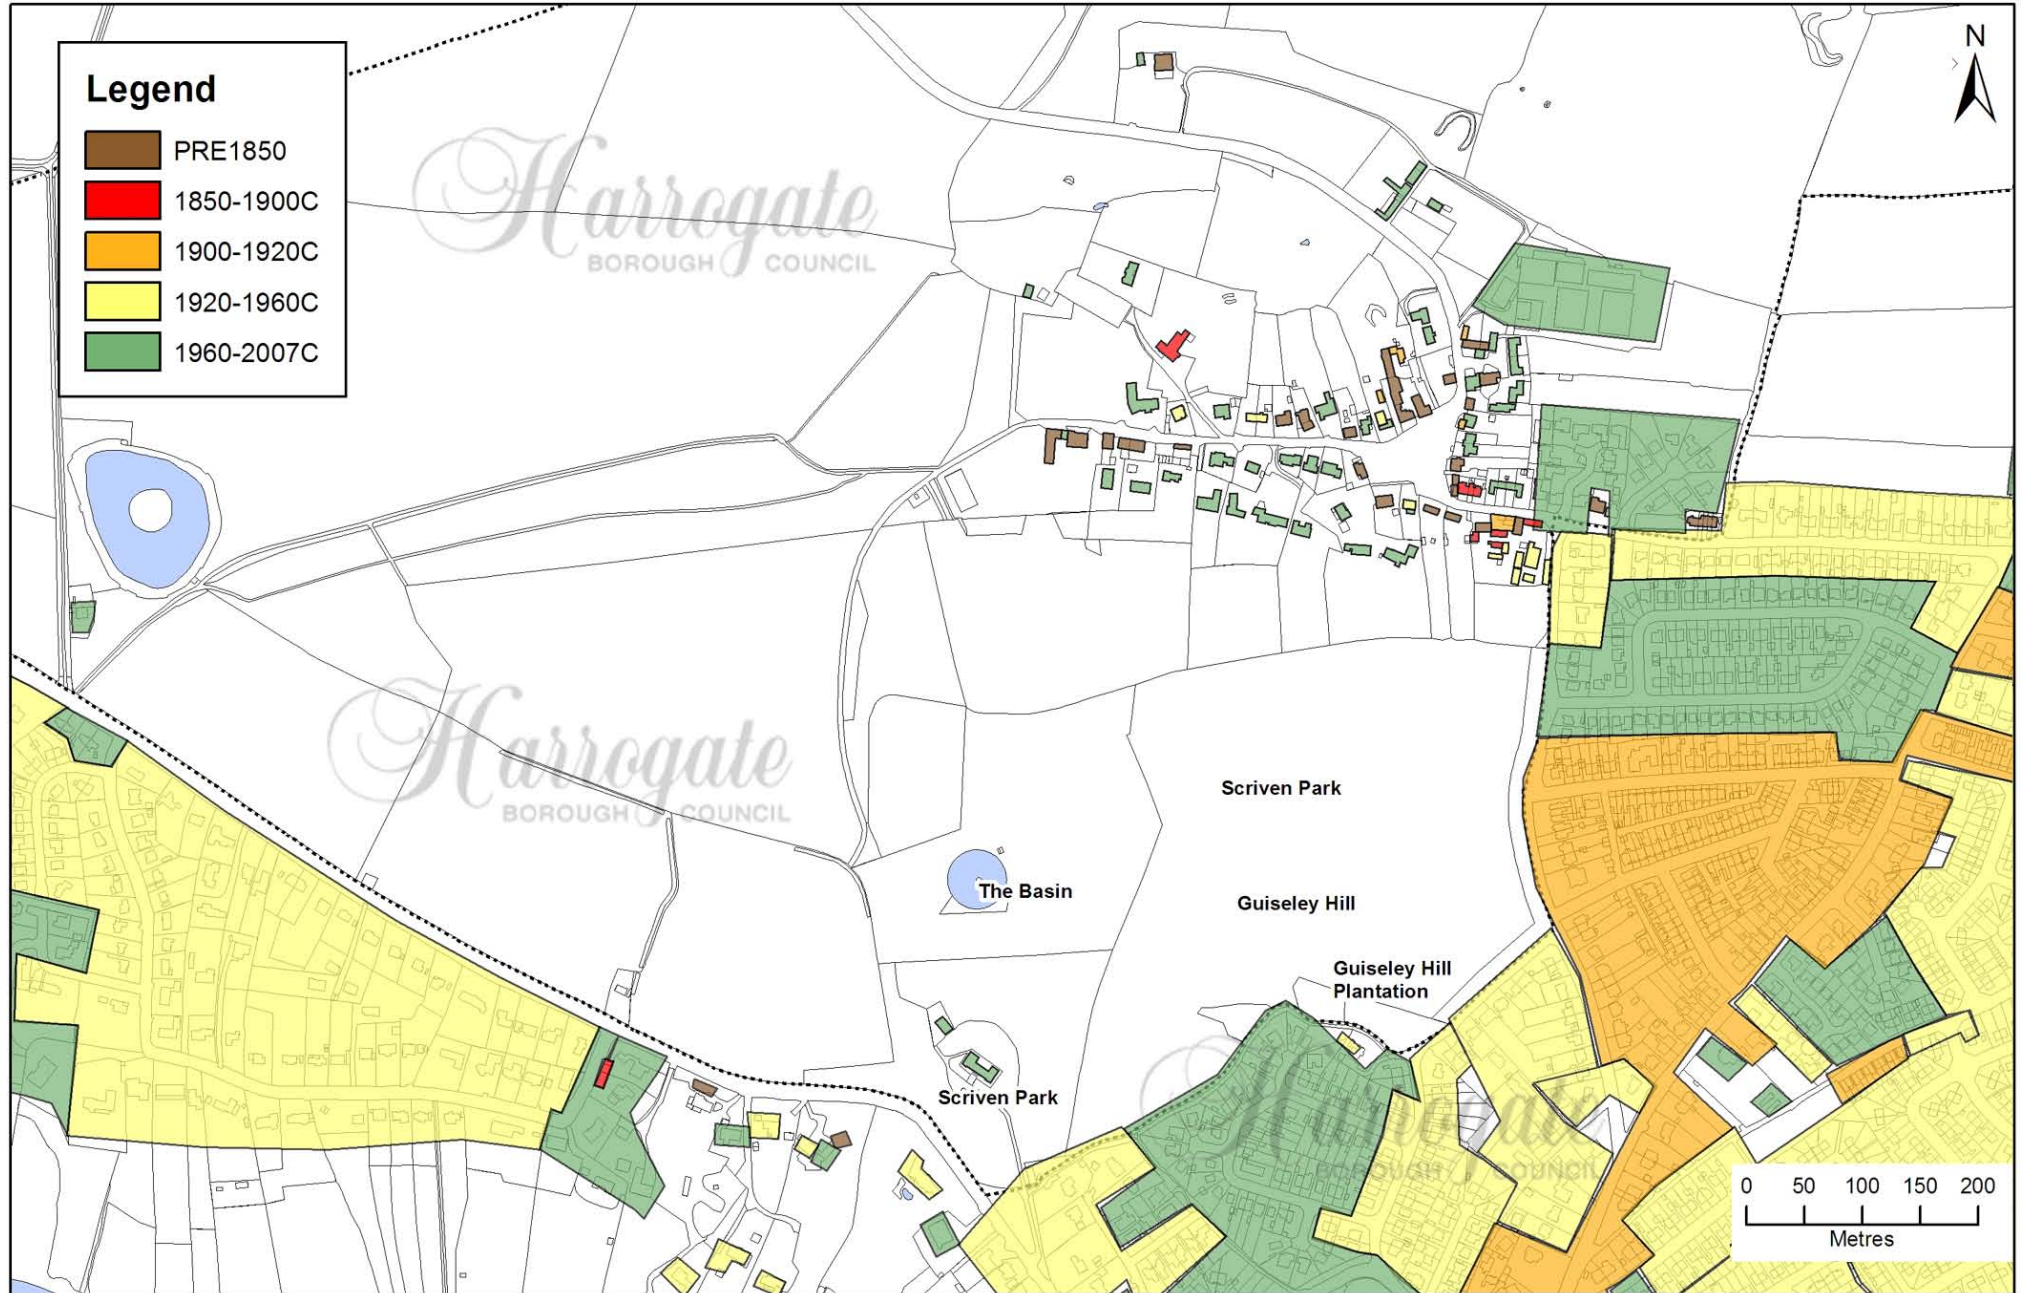 Legend
PRE1850
1850-1900C
1900-1920C
1920-1960C
1960-2007C
N
Harrogate
BOROUGH COUNCIL
Harrogate
BOROUGH COUNCIL
Scriven Park
The Basin
Guiseley Hill
Guiseley Hill
Plantation
Scriven Park
Harrogate
BOROUGH COUNCIL
0 50 100 150 200
Metres